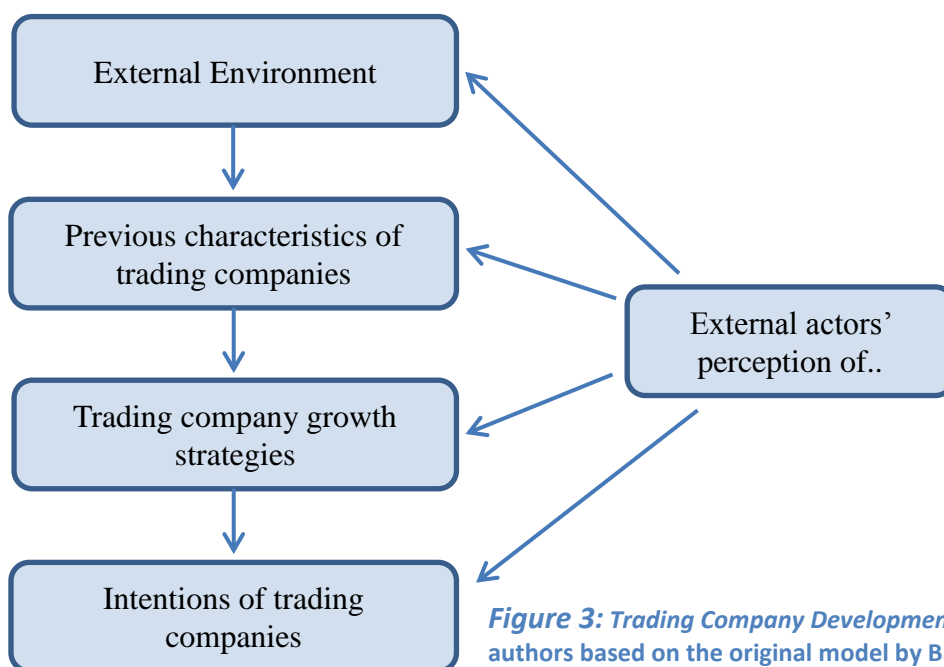 External Environment
Previous characteristics of
trading companies
External actors’
perception of..
Trading company growth
strategies
Intentions of trading
companies
Figure 3: Trading Company Developmen
authors based on the original model by B